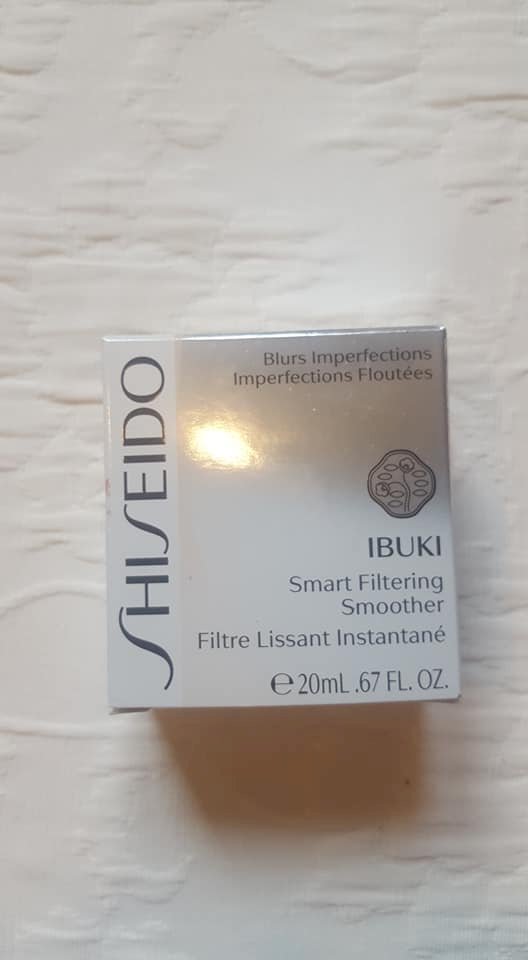 SHISEIDO
Blurs Imperfections
Imperfections Floutées
IBUKI
Smart Filtering
Smoother
Filtre Lissant Instantané
℮ 20mL .67 FL. OZ.